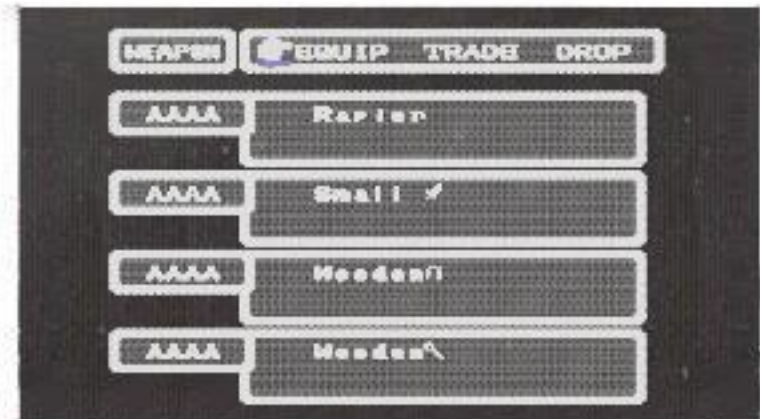 WEAPON EQUIP TRADE DROP
AAAA Rapier
AAAA Small
AAAA Wooden
AAAA Wooden